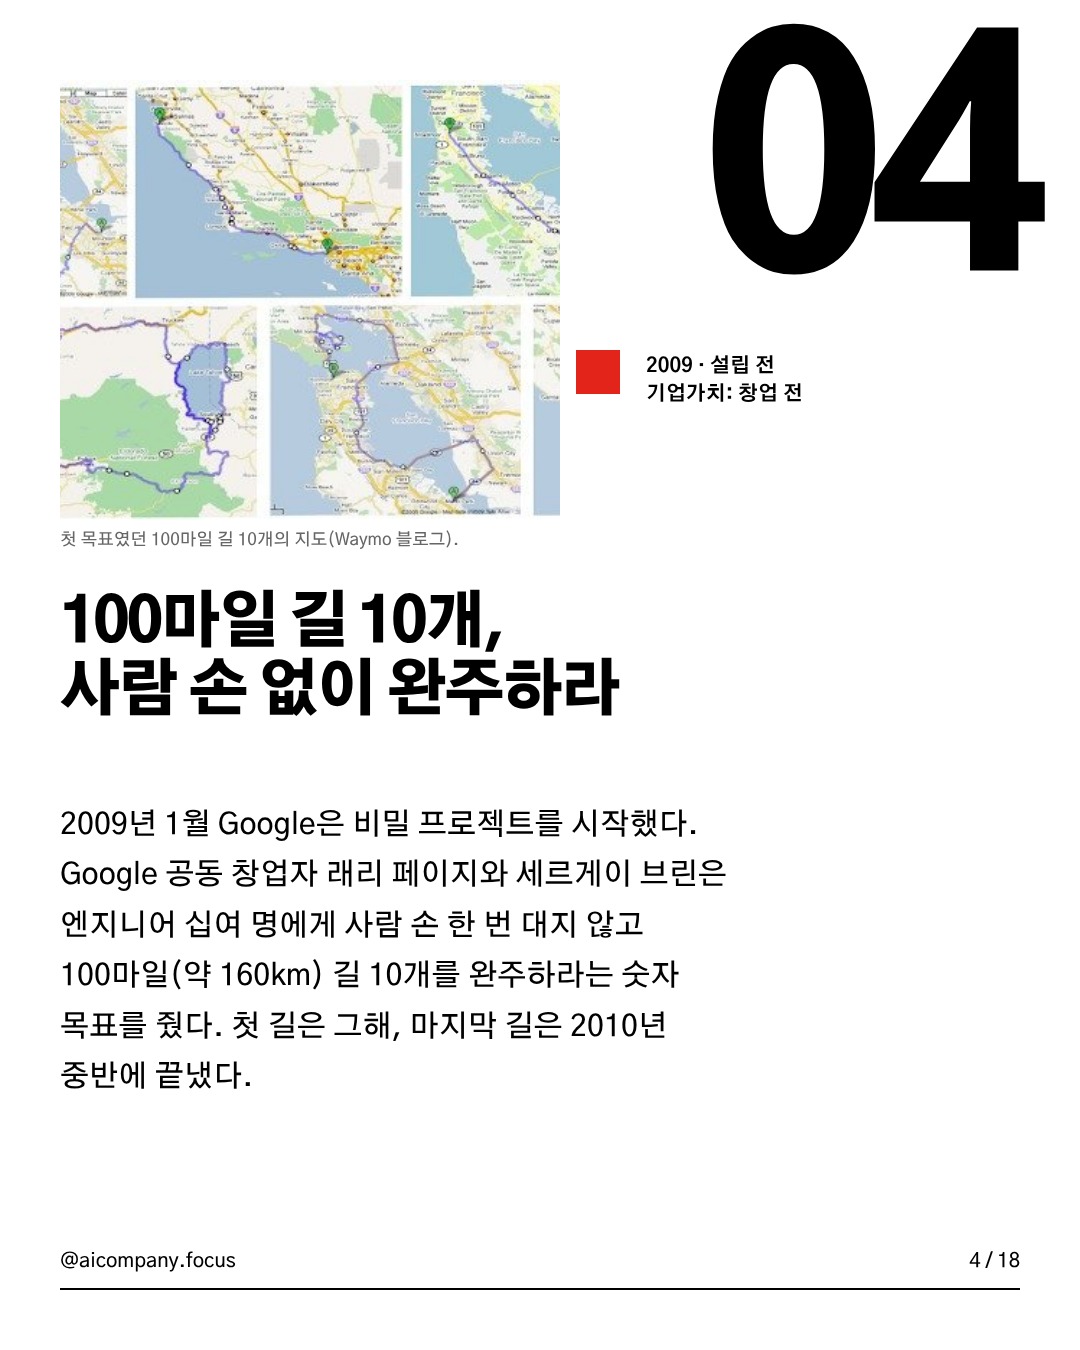 04
2009 · 설립 전
기업가치: 창업 전
첫 목표였던 100마일 길 10개의 지도(Waymo 블로그).
100마일 길 10개,
사람 손 없이 완주하라
2009년 1월 Google은 비밀 프로젝트를 시작했다.
Google 공동 창업자 래리 페이지와 세르게이 브린은
엔지니어 십여 명에게 사람 손 한 번 대지 않고
100마일(약 160km) 길 10개를 완주하라는 숫자
목표를 줬다. 첫 길은 그해, 마지막 길은 2010년
중반에 끝냈다.
@aicompany.focus
4 / 18